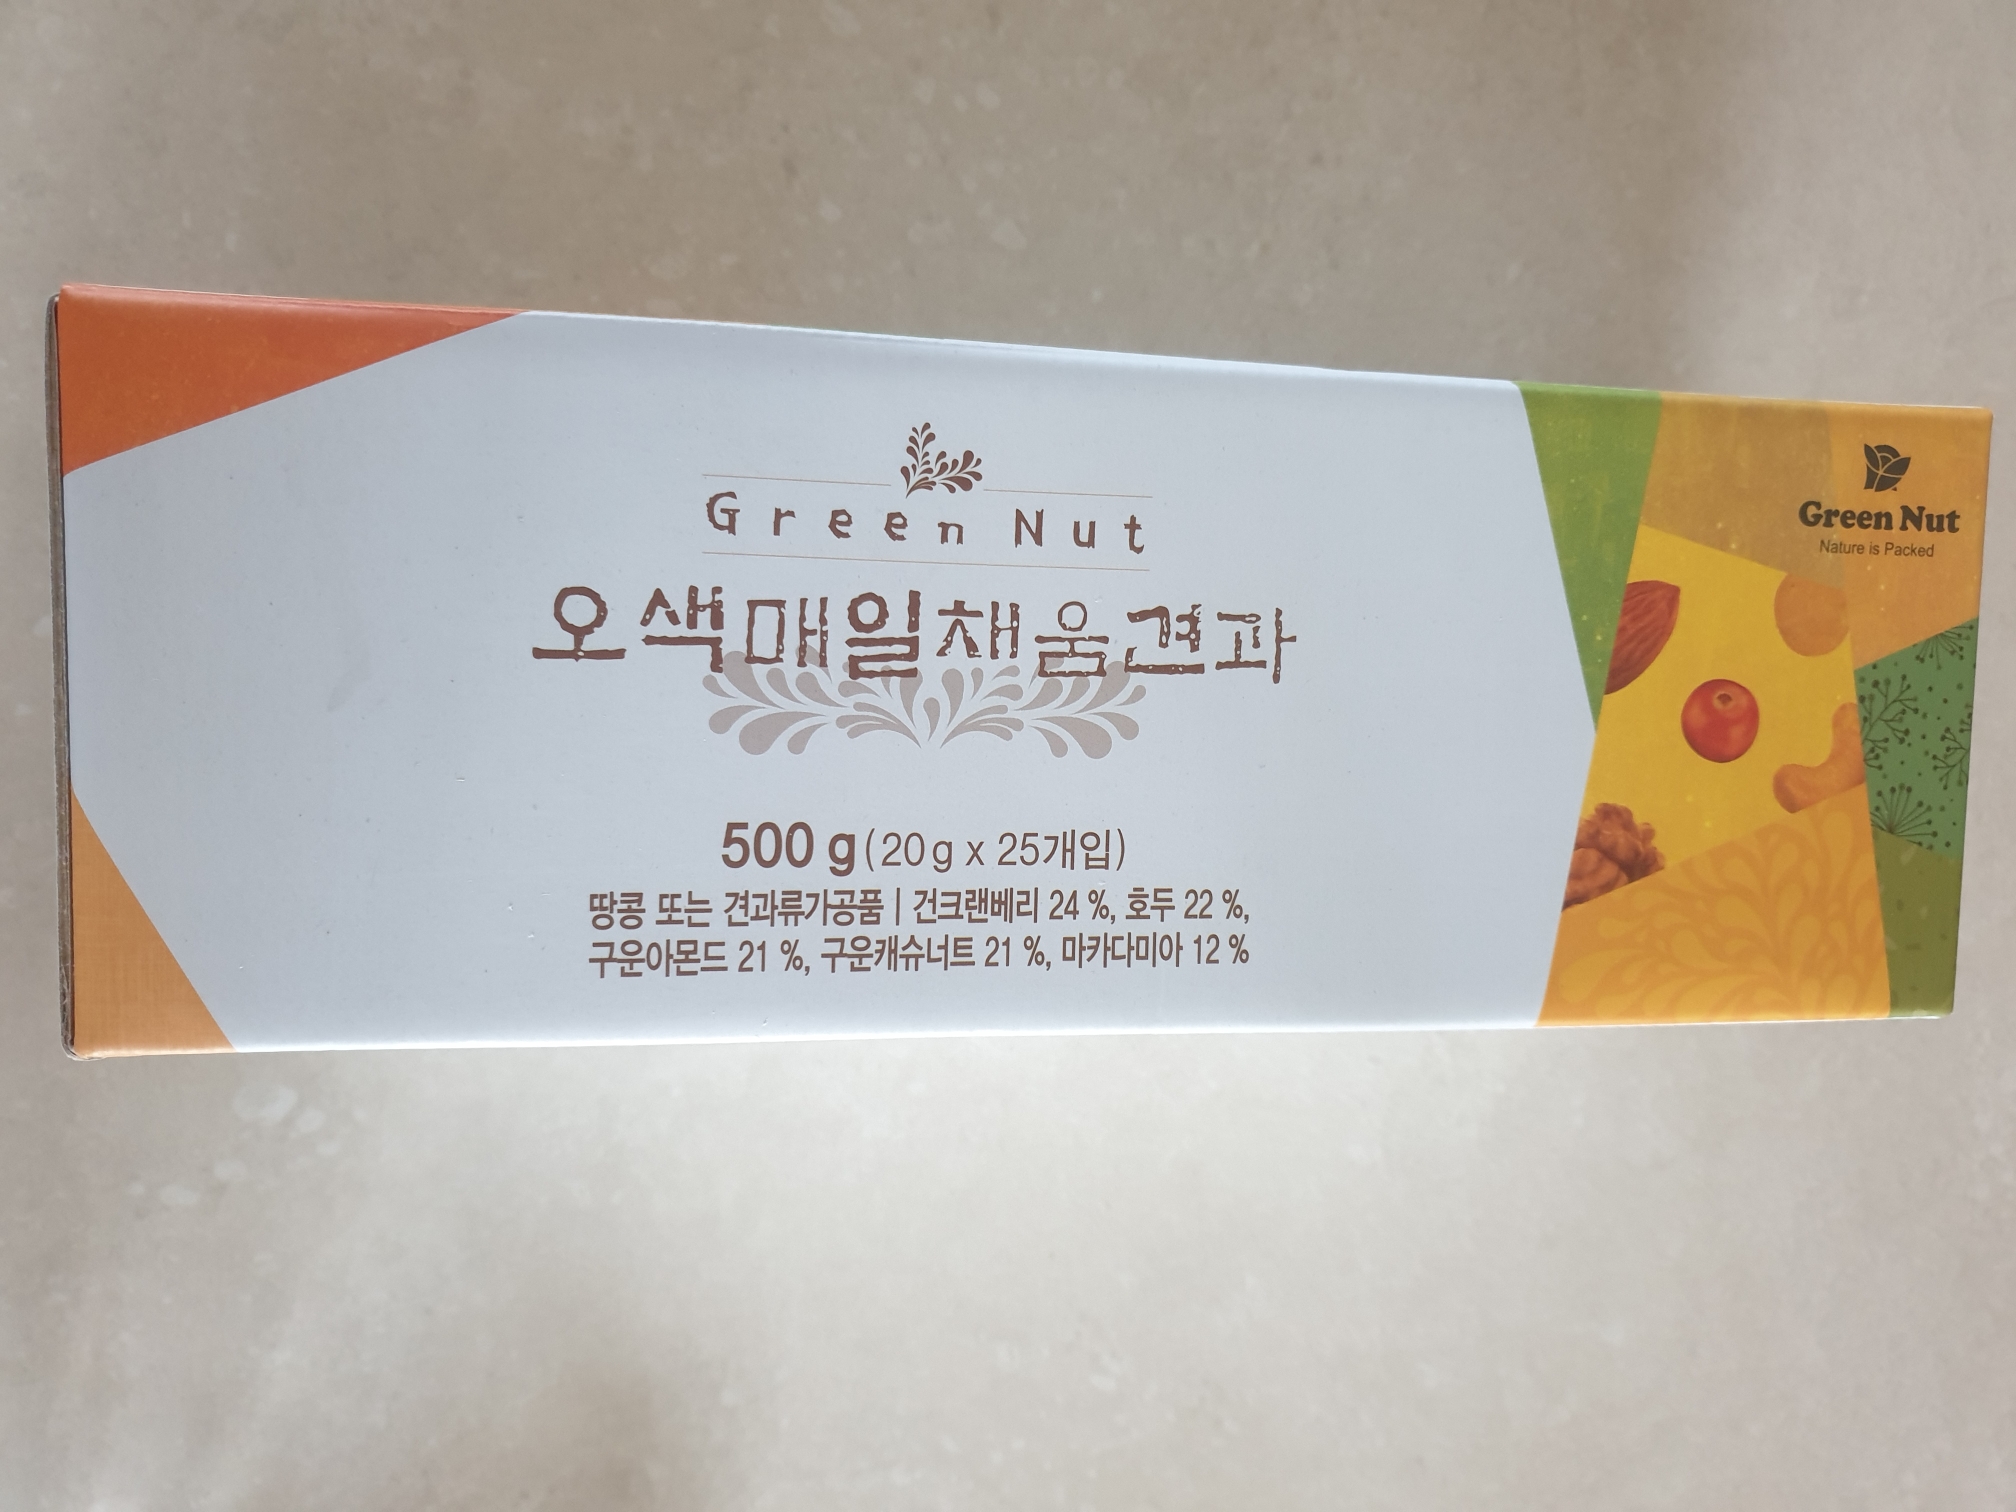 Green Nut
오색매일채움견과
500 g(20g x 25개입)
땅콩 또는 견과류가공품 | 건크랜베리 24 %, 호두 22 %,
구운아몬드 21 %, 구운캐슈너트 21 %, 마카다미아 12 %
Green Nut
Nature is Packed